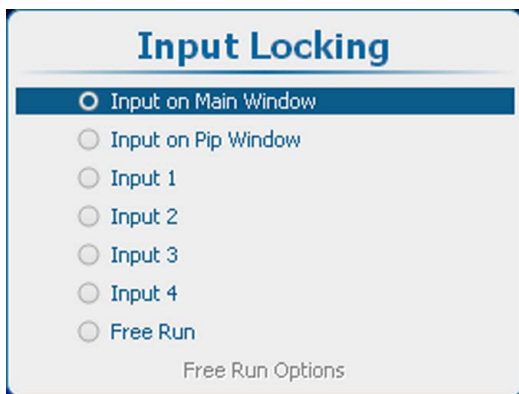 Input Locking
Input on Main Window
Input on Pip Window
Input 1
Input 2
Input 3
Input 4
Free Run
Free Run Options